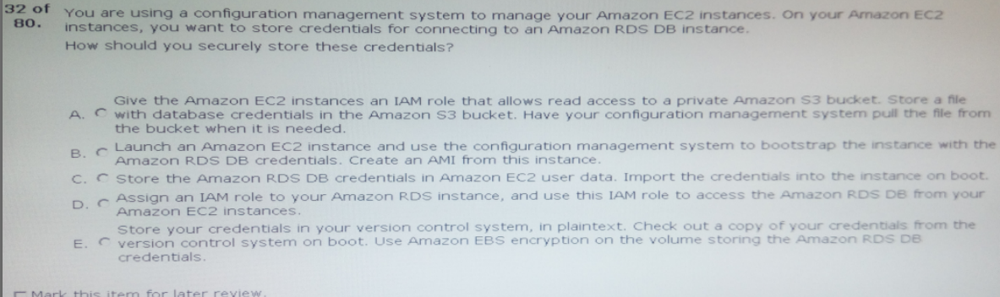 32 of
80.
You are using a configuration management system to manage your Amazon EC2 instances. On your Amazon EC2
instances, you want to store credentials for connecting to an Amazon RDS DB instance.
How should you securely store these credentials?
Give the Amazon EC2 instances an IAM role that allows read access to a private Amazon S3 bucket. Store a file
A. with database credentials in the Amazon S3 bucket. Have your configuration management system pull the file from
the bucket when it is needed.
B. Launch an Amazon EC2 instance and use the configuration management system to bootstrap the instance with the
Amazon RDS DB credentials. Create an AMI from this instance.
C. Store the Amazon RDS DB credentials in Amazon EC2 user data. Import the credentials into the instance on boot.
D. Assign an IAM role to your Amazon RDS instance, and use this IAM role to access the Amazon RDS DB from your
Amazon EC2 instances.
Store your credentials in your version control system, in plaintext. Check out a copy of your credentials from the
E. version control system on boot. Use Amazon EBS encryption on the volume storing the Amazon RDS DB
credentials.
Mark this item for later review.